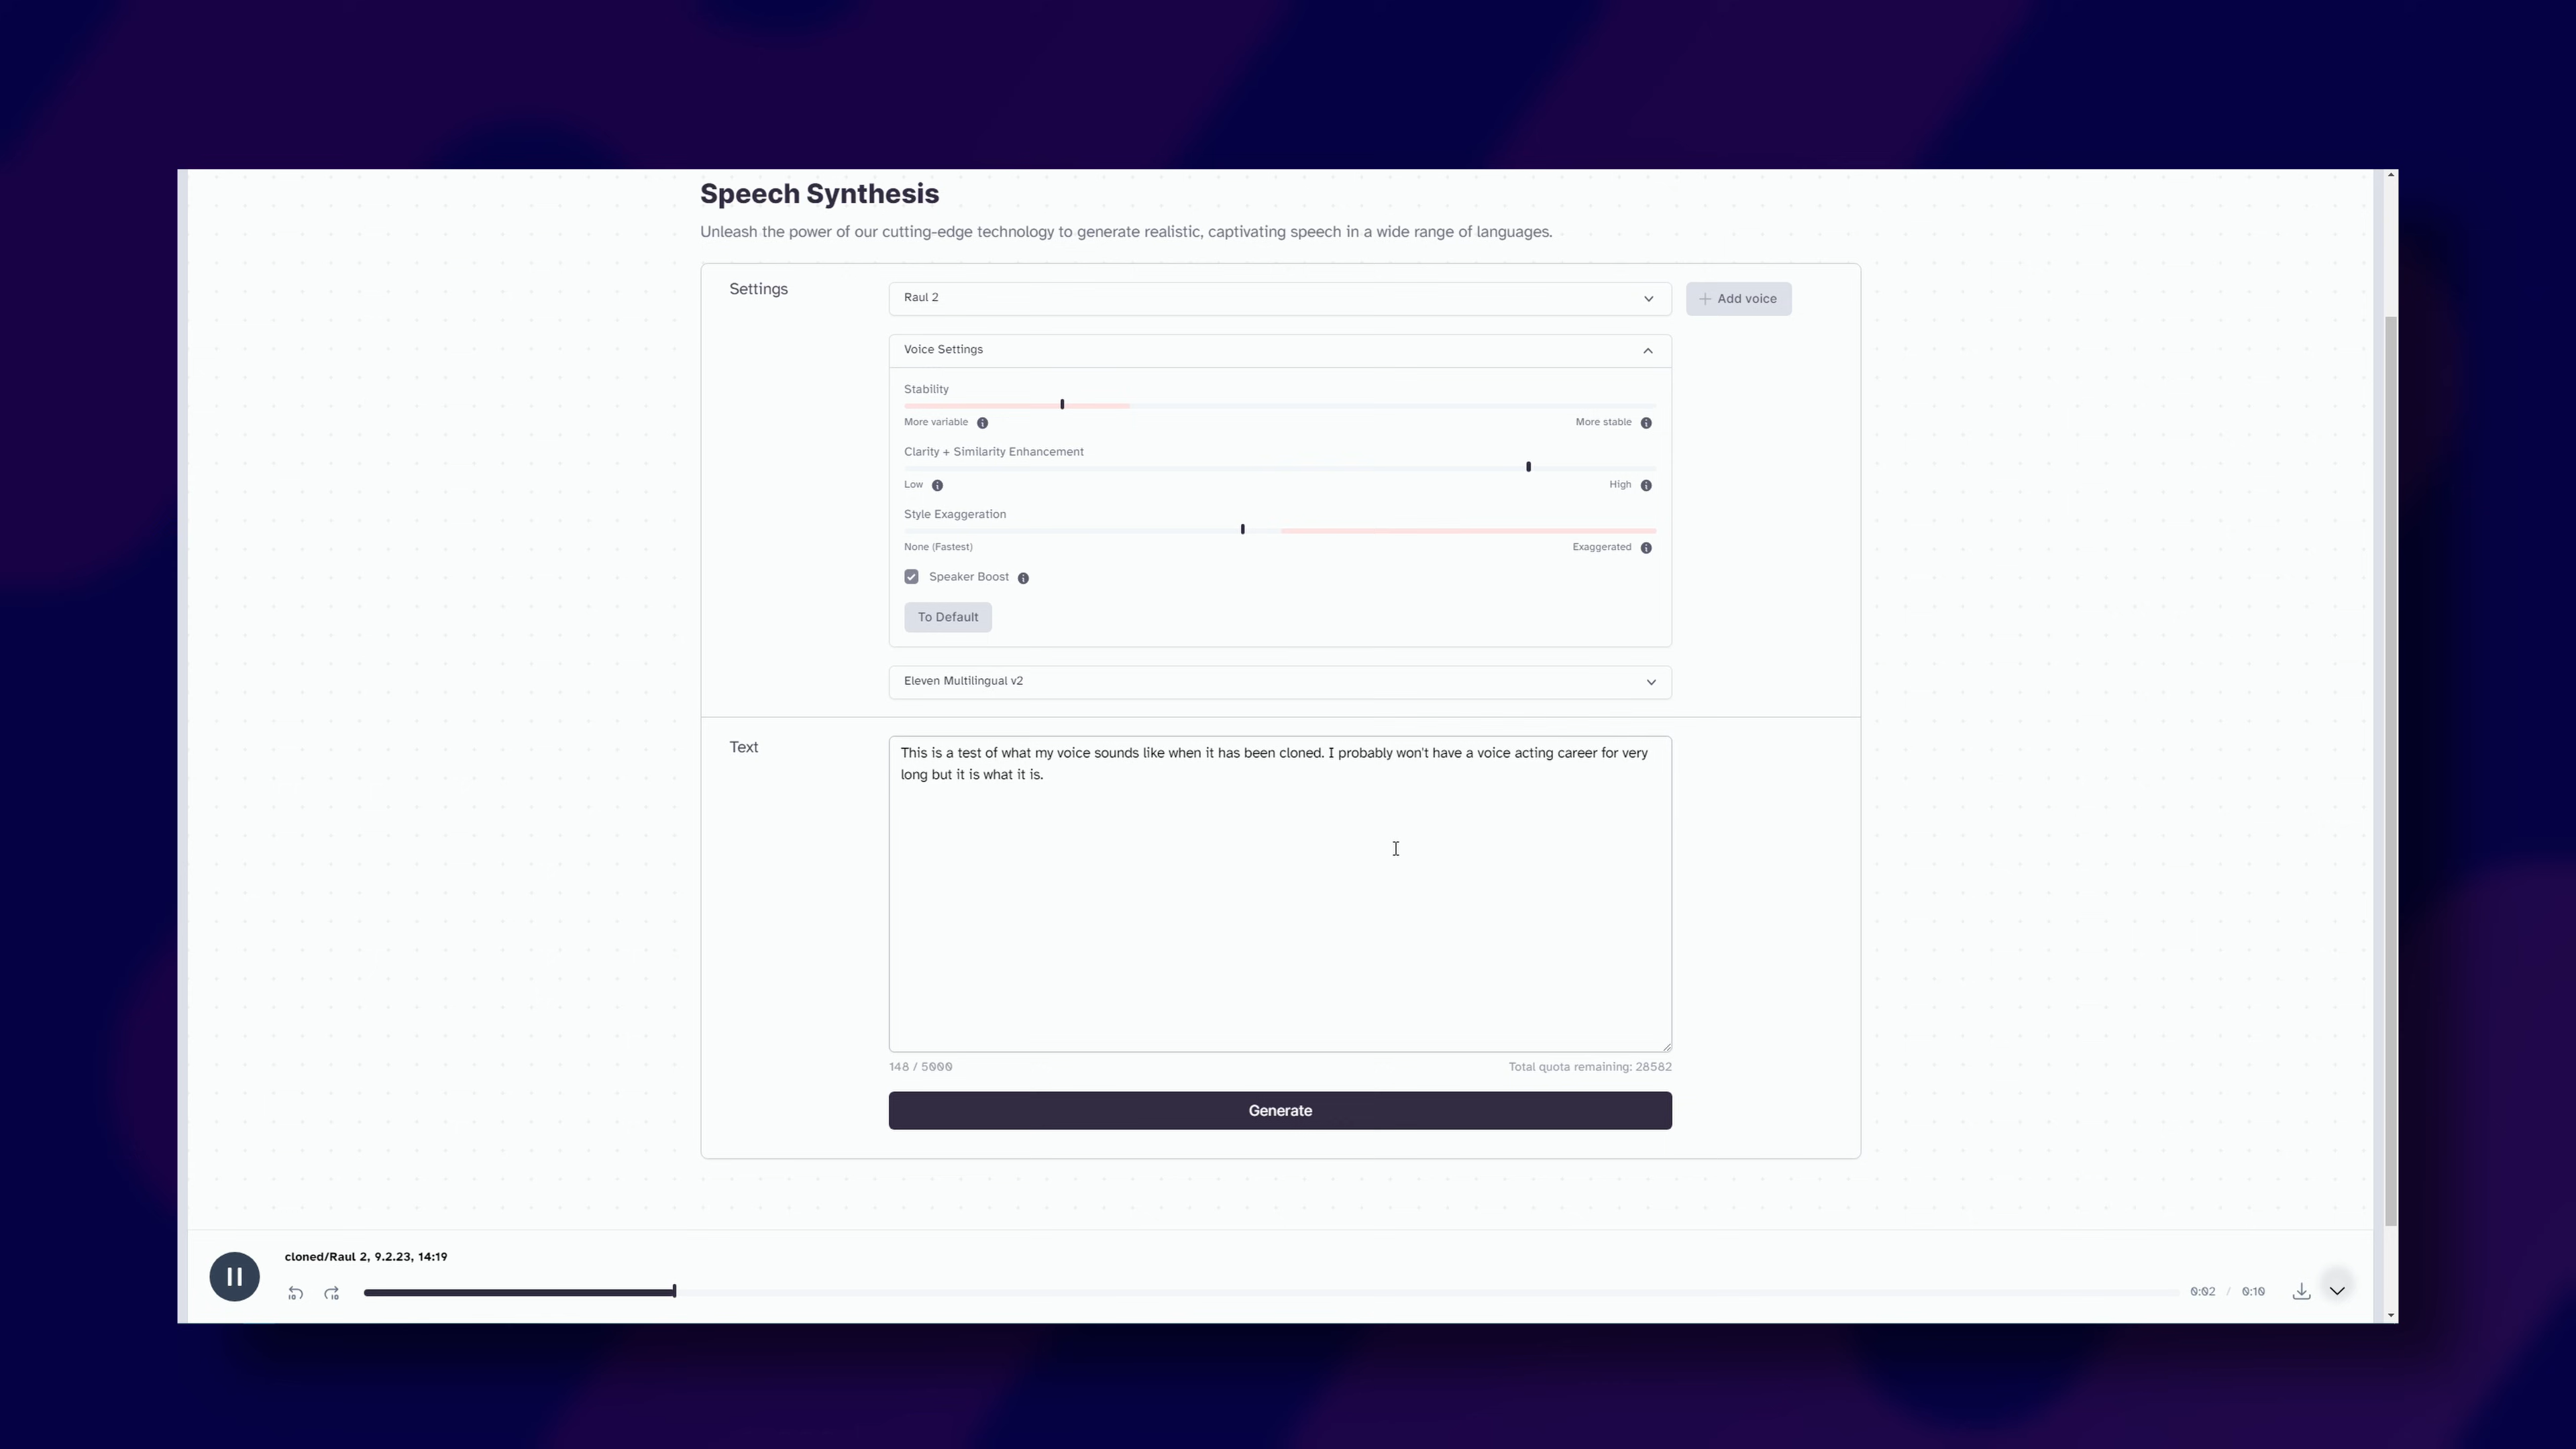 Speech Synthesis
Unleash the power of our cutting-edge technology to generate realistic, captivating speech in a wide range of languages.
Settings
Raul 2
Add voice
Voice Settings
Stability
More variable
More stable
Clarity + Similarity Enhancement
Low
High
Style Exaggeration
None (Fastest)
Exaggerated
Speaker Boost
To Default
Eleven Multilingual v2
Text
This is a test of what my voice sounds like when it has been cloned. I probably won't have a voice acting career for very
long but it is what it is.
148 / 5000
Total quota remaining: 28582
Generate
cloned/Raul 2, 9.2.23, 14:19
10
10
0:02 / 0:10